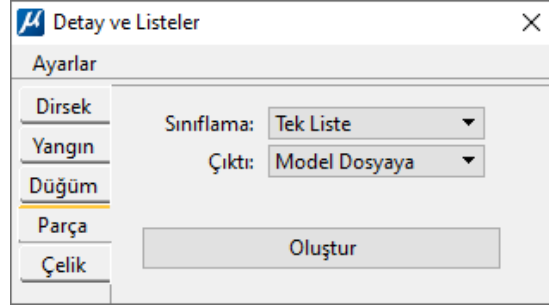 Detay ve Listeler
Ayarlar
Dirsek
Yangın
Düğüm
Parça
Çelik
Sınıflama: Tek Liste
Çıktı: Model Dosyaya
Oluştur